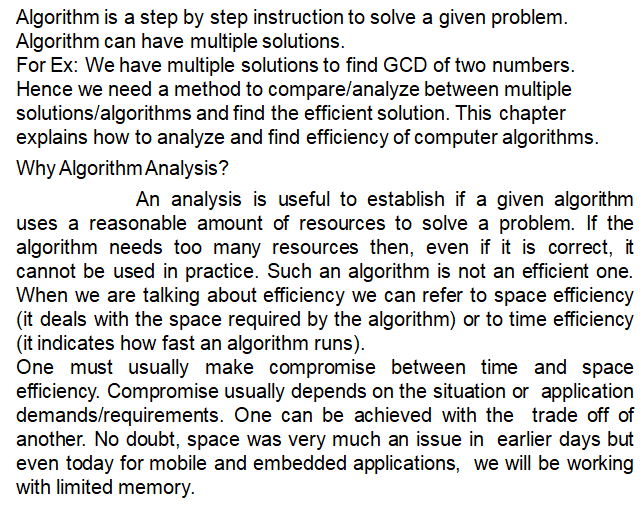 Algorithm is a step by step instruction to solve a given problem.
Algorithm can have multiple solutions.
For Ex: We have multiple solutions to find GCD of two numbers.
Hence we need a method to compare/analyze between multiple
solutions/algorithms and find the efficient solution. This chapter
explains how to analyze and find efficiency of computer algorithms.
Why Algorithm Analysis?
An analysis is useful to establish if a given algorithm
uses a reasonable amount of resources to solve a problem. If the
algorithm needs too many resources then, even if it is correct, it
cannot be used in practice. Such an algorithm is not an efficient one.
When we are talking about efficiency we can refer to space efficiency
(it deals with the space required by the algorithm) or to time efficiency
(it indicates how fast an algorithm runs).
One must usually make compromise between time and space
efficiency. Compromise usually depends on the situation or application
demands/requirements. One can be achieved with the trade off of
another. No doubt, space was very much an issue in earlier days but
even today for mobile and embedded applications, we will be working
with limited memory.